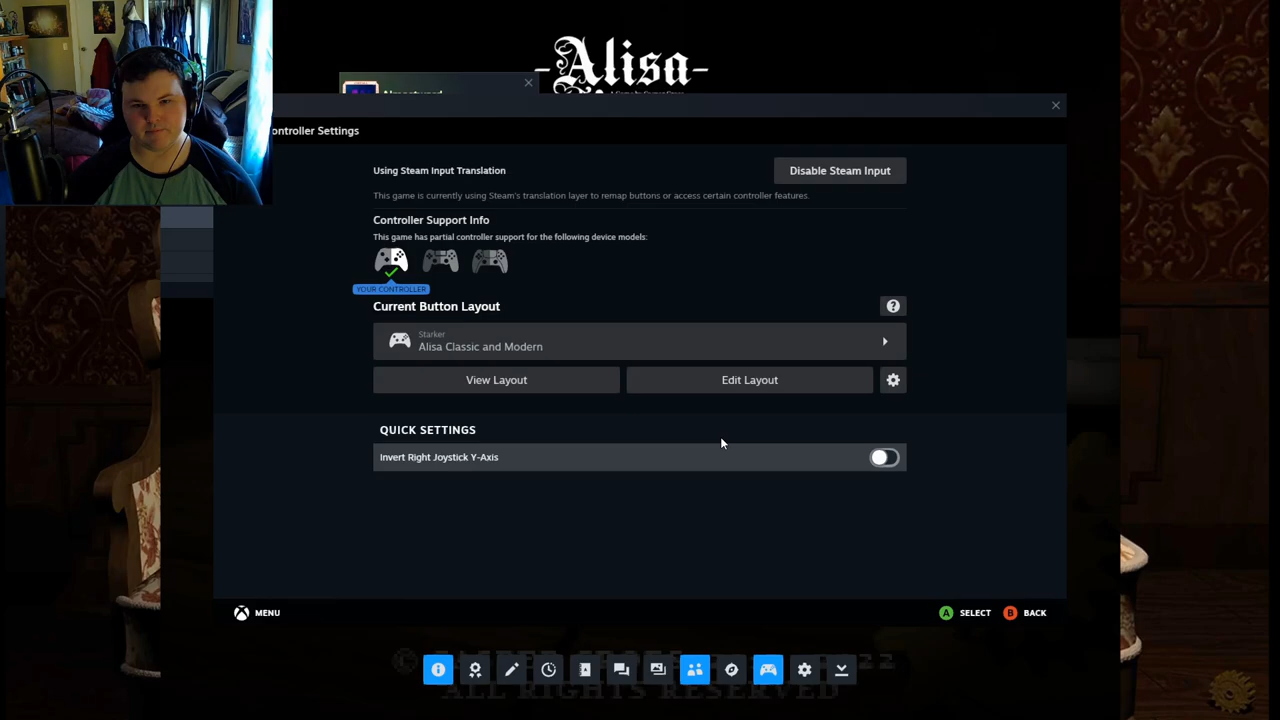 -Alisa-
ontroller Settings
Using Steam Input Translation
Disable Steam Input
This game is currently using Steam's translation layer to remap buttons or access certain controller features.
Controller Support Info
This game has partial controller support for the following device models:
YOUR CONTROLLER
Current Button Layout
?
Starker
Alisa Classic and Modern
View Layout
Edit Layout
QUICK SETTINGS
Invert Right Joystick Y-Axis
MENU
A SELECT
B BACK
ALL RIGHTS RESERVED